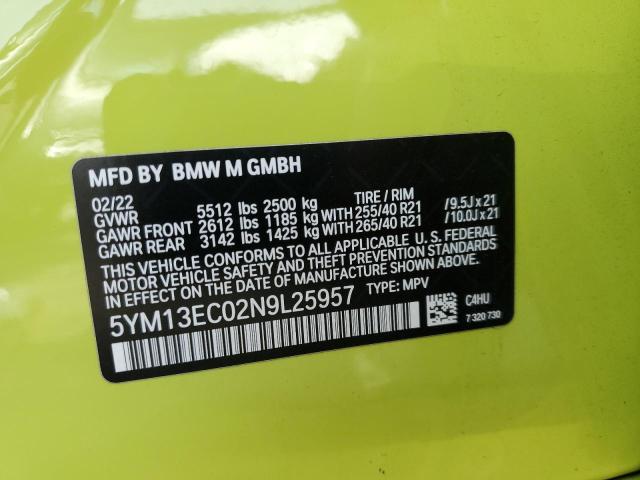 MFD BY BMW M GMBH
02/22
GVWR 5512 lbs 2500 kg TIRE / RIM
GAWR FRONT 2612 lbs 1185 kg WITH 255/40 R21 / 9.5J x 21
GAWR REAR 3142 lbs 1425 kg WITH 265/40 R21 / 10.0J x 21
THIS VEHICLE CONFORMS TO ALL APPLICABLE U. S. FEDERAL
MOTOR VEHICLE SAFETY, BUMPER, AND THEFT PREVENTION
STANDARDS IN EFFECT ON THE DATE OF MANUFACTURE SHOWN ABOVE.
5YM13EC02N9L25957 TYPE: MPV
C4HU
7 320 730